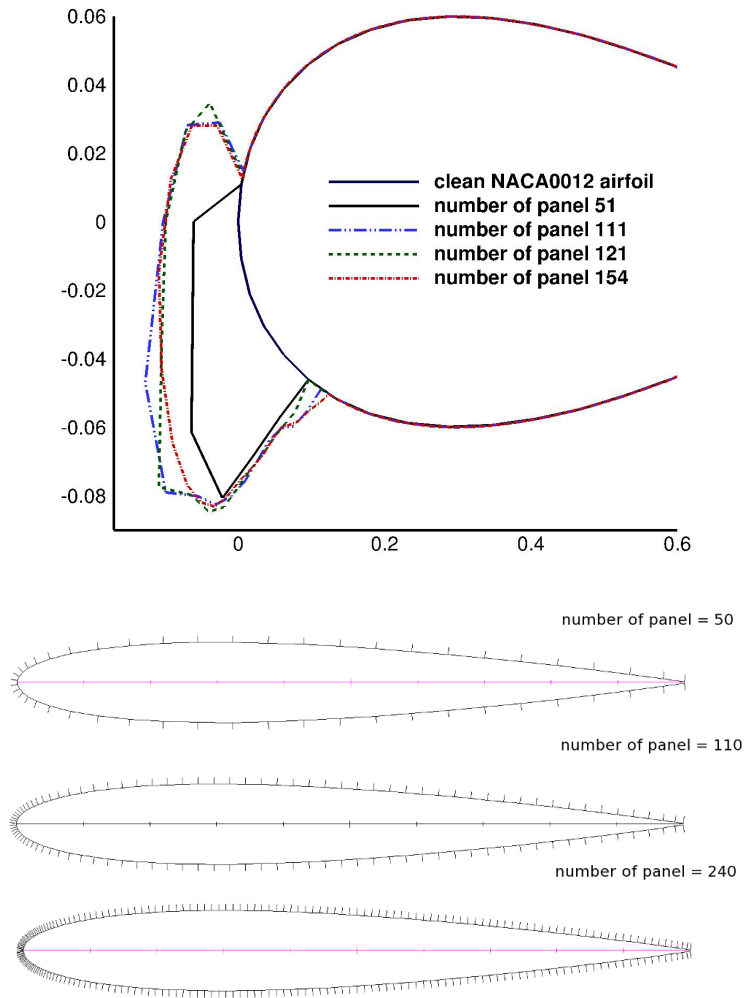 0.06
0.04
0.02
0
-0.02
-0.04
-0.06
-0.08
clean NACA0012 airfoil
number of panel 51
number of panel 111
number of panel 121
number of panel 154
0 0.2 0.4 0.6
number of panel = 50
number of panel = 110
number of panel = 240